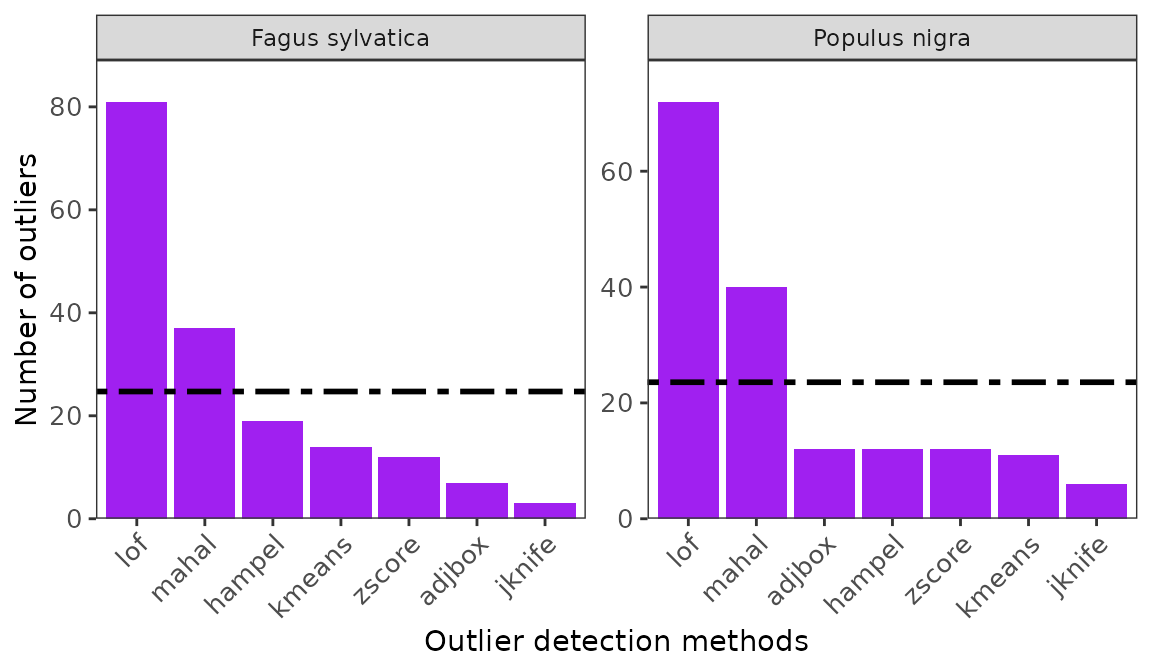 Fagus sylvatica
Populus nigra
Number of outliers
80
60
40
20
0
60
40
20
0
lof
mahal
hampel
kmeans
zscore
adjbox
jknife
lof
mahal
adjbox
hampel
zscore
kmeans
jknife
Outlier detection methods